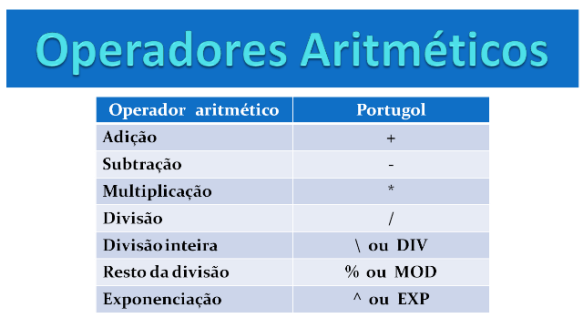 Operadores Aritméticos
Operador aritmético Portugol
Adição +
Subtração -
Multiplicação *
Divisão /
Divisão inteira \ ou DIV
Resto da divisão % ou MOD
Exponenciação ^ ou EXP